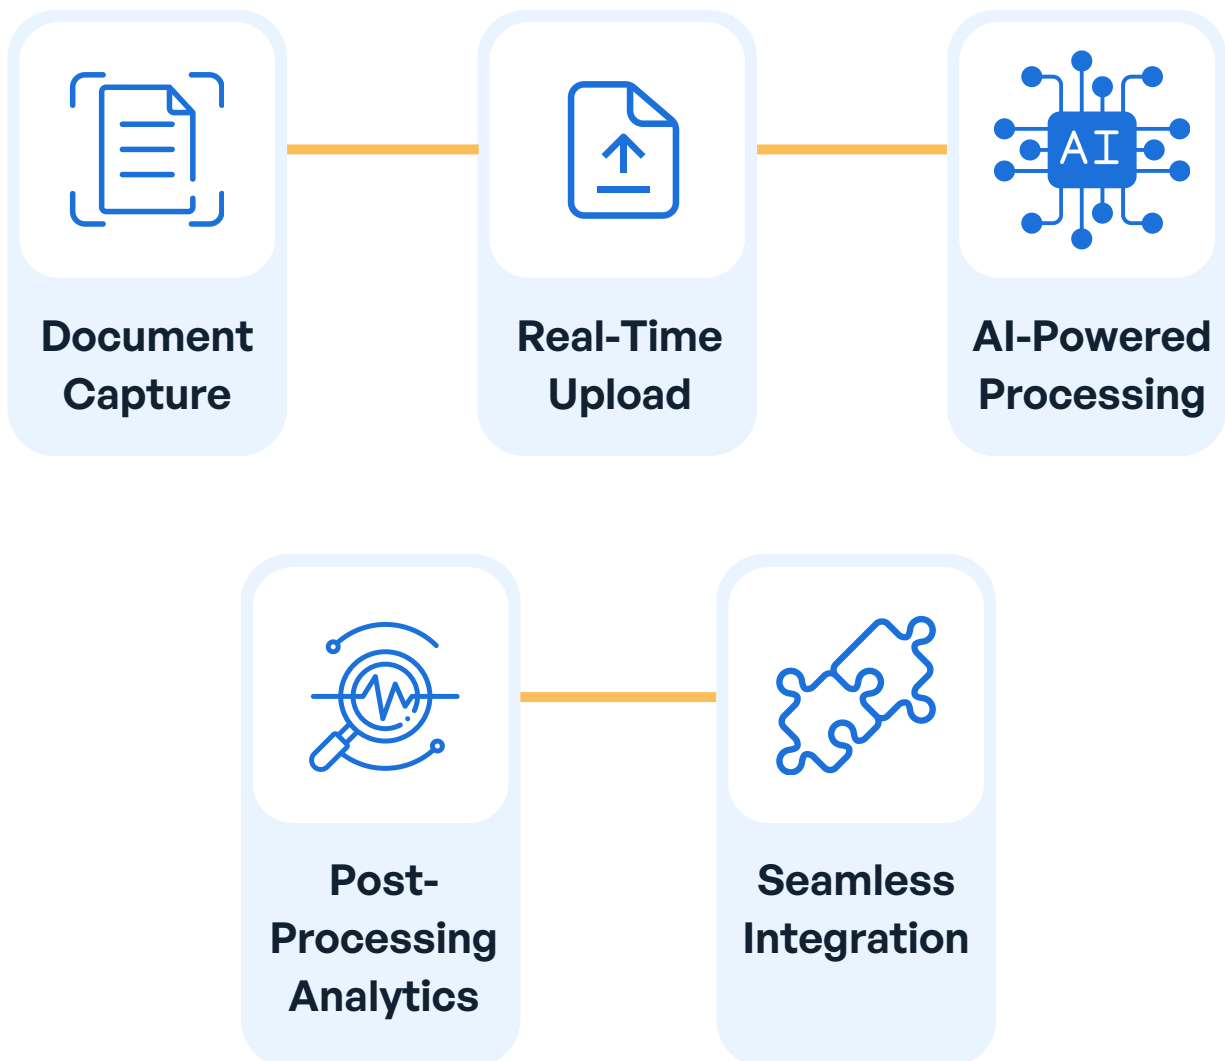 Document
Capture
Real-Time
Upload
AI
AI-Powered
Processing
Post-
Processing
Analytics
Seamless
Integration